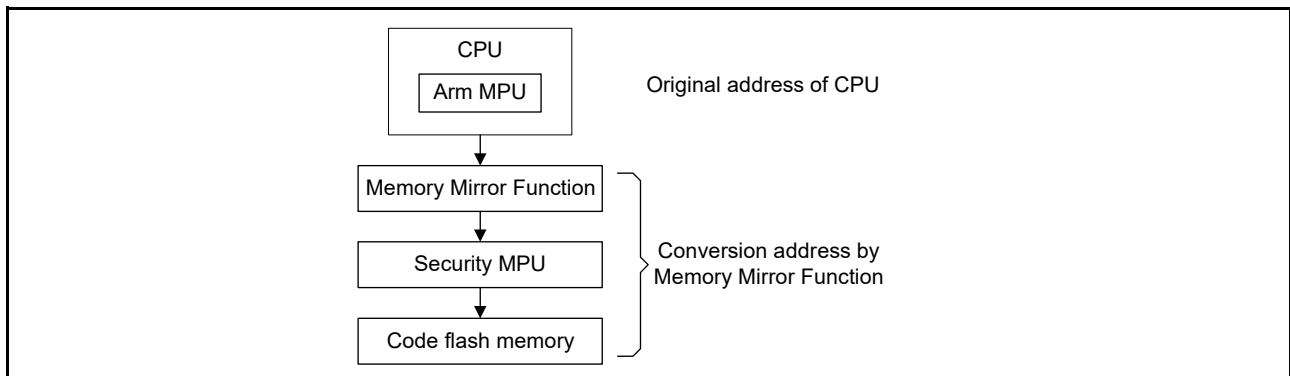 CPU
Arm MPU
Original address of CPU
Memory Mirror Function
Security MPU
Conversion address by
Memory Mirror Function
Code flash memory